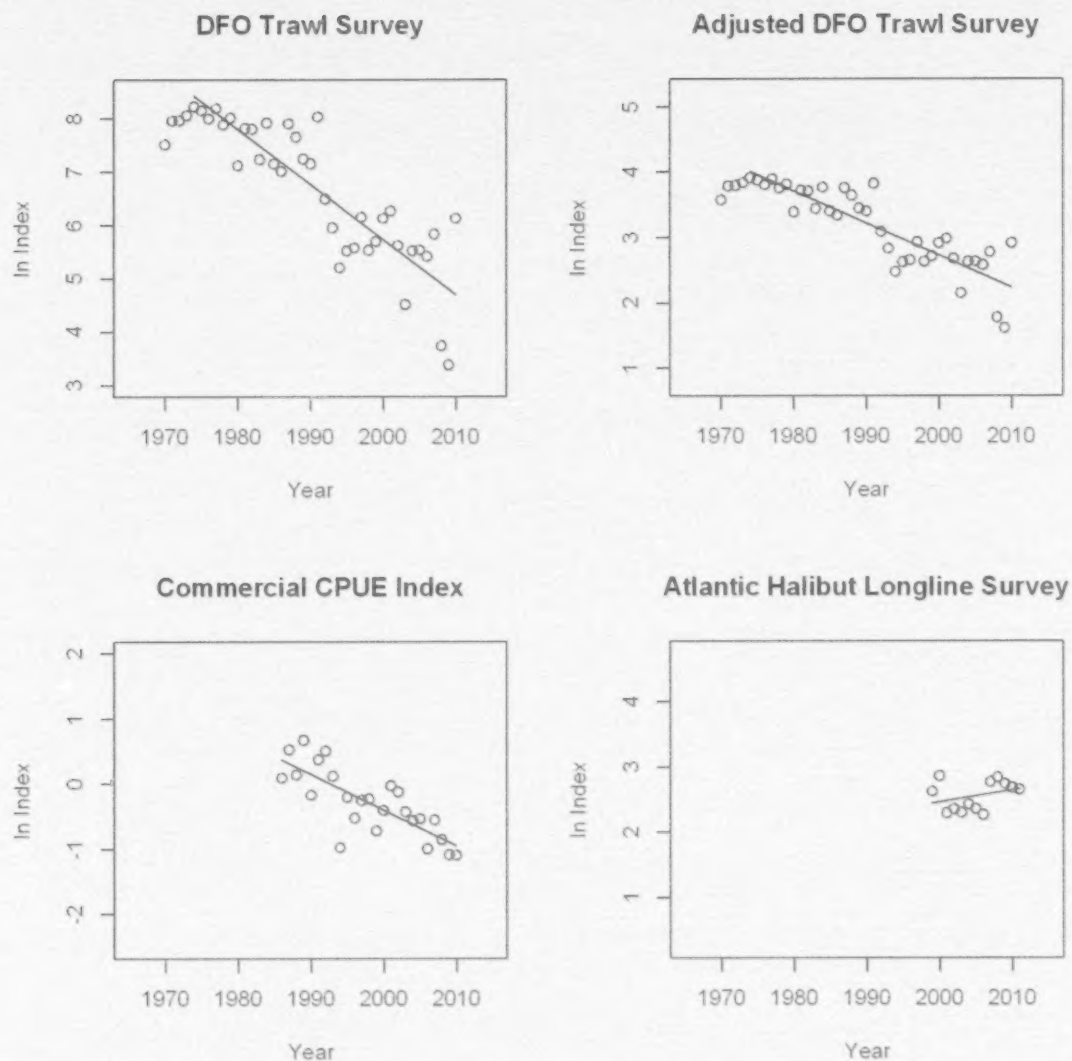 DFO Trawl Survey
ln Index
8
7
6
5
4
3
1970 1980 1990 2000 2010
Year
Adjusted DFO Trawl Survey
ln Index
5
4
3
2
1
1970 1980 1990 2000 2010
Year
Commercial CPUE Index
ln Index
2
1
0
-1
-2
1970 1980 1990 2000 2010
Year
Atlantic Halibut Longline Survey
ln Index
4
3
2
1
1970 1980 1990 2000 2010
Year